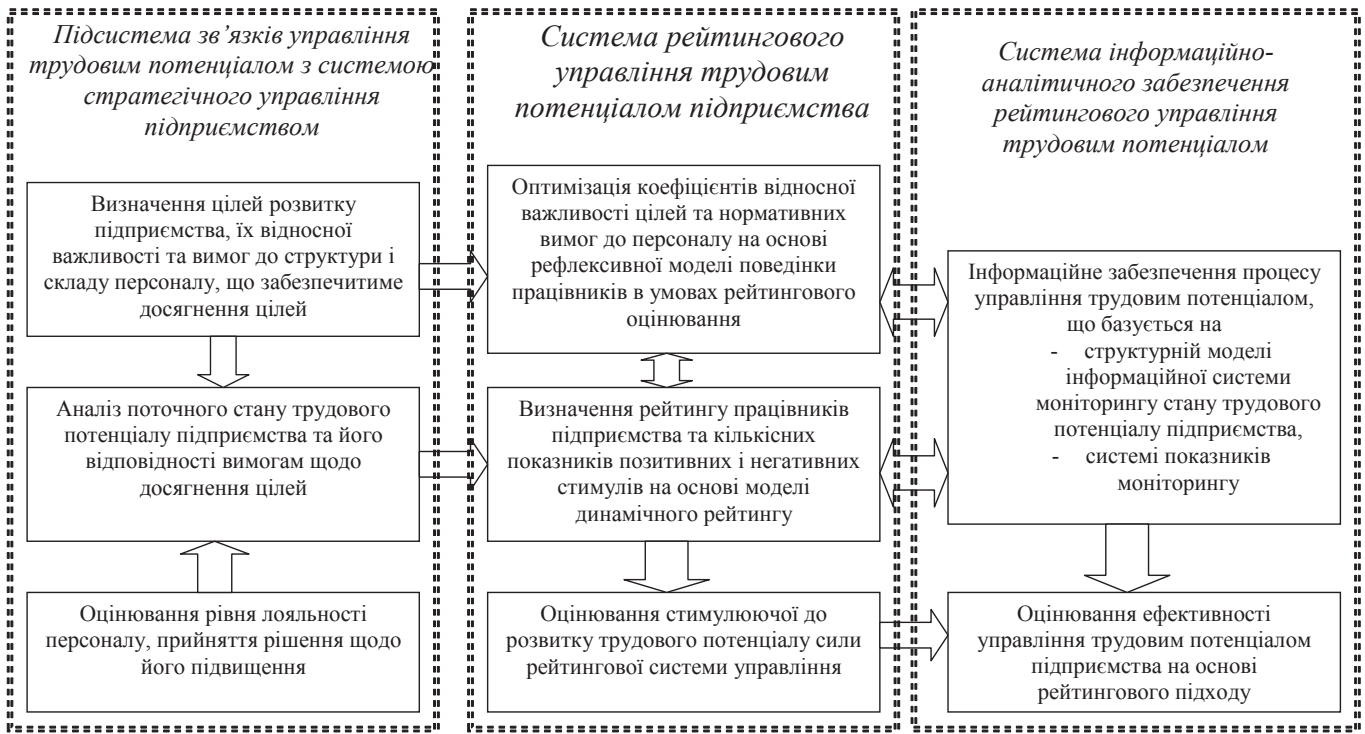 Підсистема зв’язків управління
трудовим потенціалом з системою
стратегічного управління
підприємством
Визначення цілей розвитку
підприємства, їх відносної
важливості та вимог до структури і
складу персоналу, що забезпечитиме
досягнення цілей
Аналіз поточного стану трудового
потенціалу підприємства та його
відповідності вимогам щодо
досягнення цілей
Оцінювання рівня лояльності
персоналу, прийняття рішення щодо
його підвищення
Система рейтингового
управління трудовим
потенціалом підприємства
Оптимізація коефіцієнтів відносної
важливості цілей та нормативних
вимог до персоналу на основі
рефлексивної моделі поведінки
працівників в умовах рейтингового
оцінювання
Визначення рейтингу працівників
підприємства та кількісних
показників позитивних і негативних
стимулів на основі моделі
динамічного рейтингу
Оцінювання стимулюючої до
розвитку трудового потенціалу сили
рейтингової системи управління
Система інформаційно-
аналітичного забезпечення
рейтингового управління
трудовим потенціалом
Інформаційне забезпечення процесу
управління трудовим потенціалом,
що базується на
- структурній моделі
інформаційної системи
моніторингу стану трудового
потенціалу підприємства,
- системі показників
моніторингу
Оцінювання ефективності
управління трудовим потенціалом
підприємства на основі
рейтингового підходу